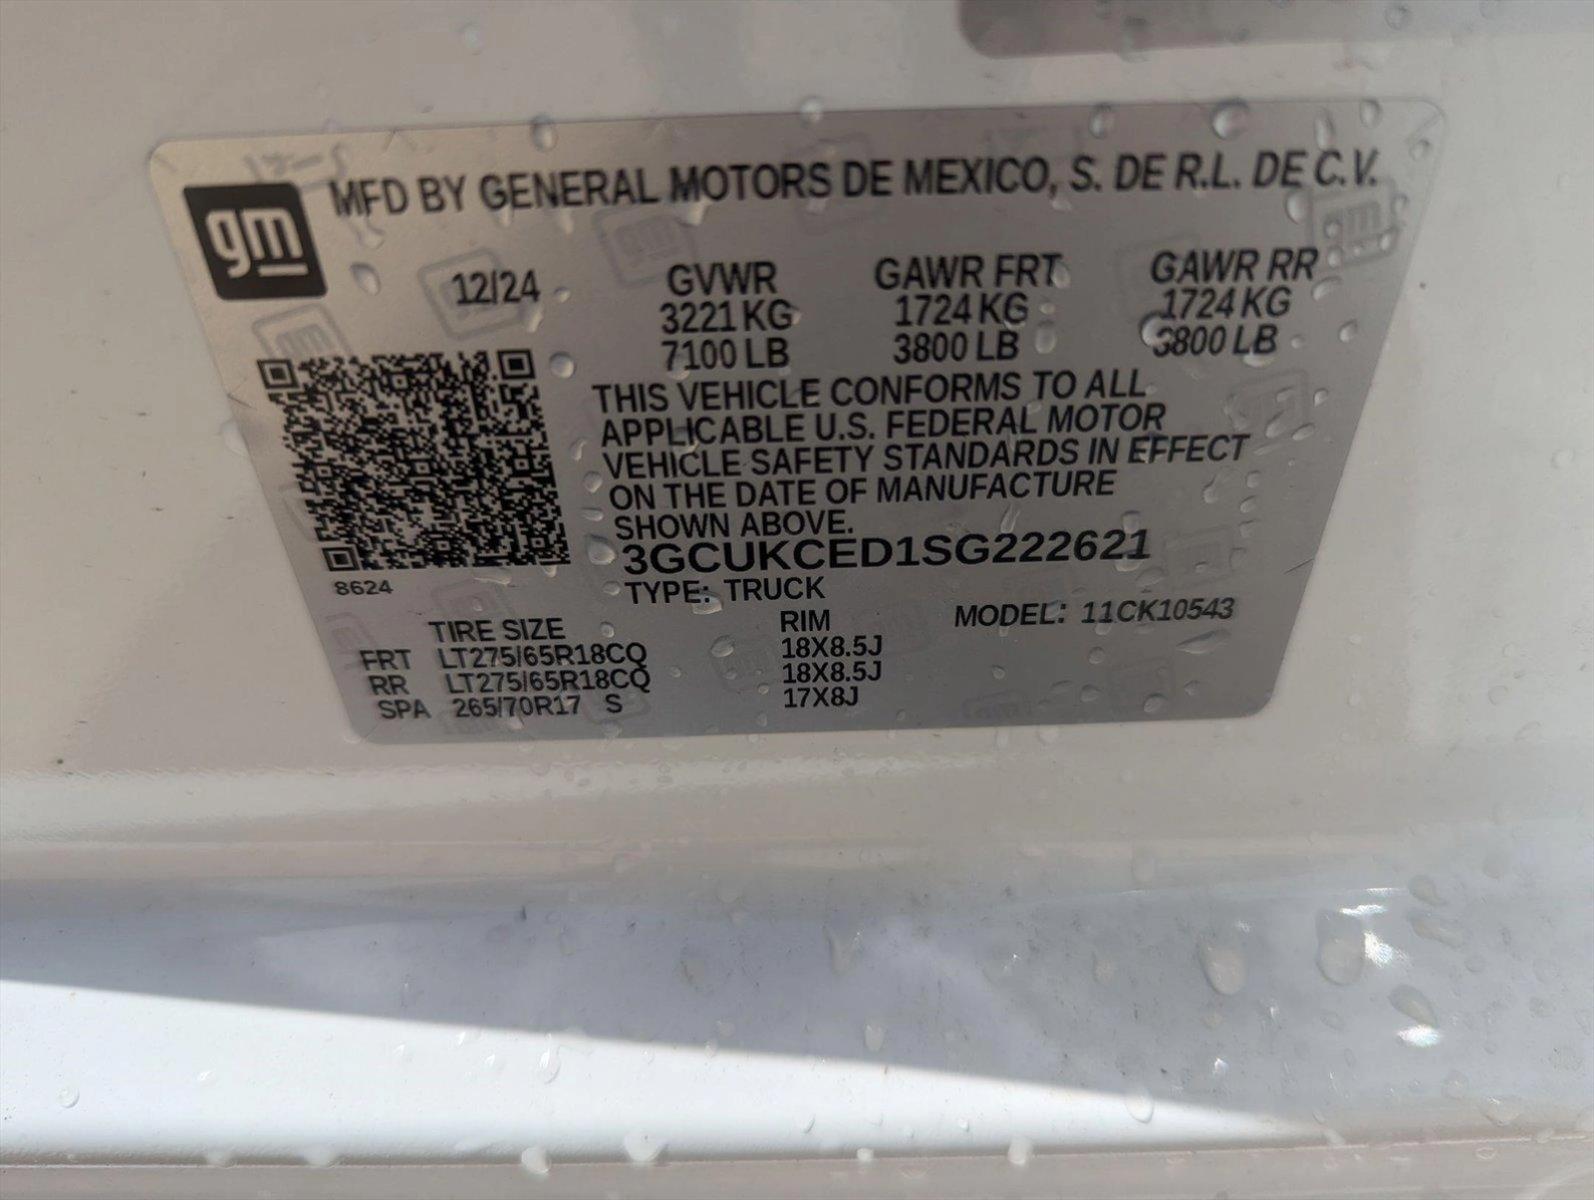 gm
MFD BY GENERAL MOTORS DE MEXICO, S. DE R.L. DE C.V.
12/24 GVWR GAWR FRT GAWR RR
3221 KG 1724 KG 1724 KG
7100 LB 3800 LB 3800 LB
THIS VEHICLE CONFORMS TO ALL
APPLICABLE U.S. FEDERAL MOTOR
VEHICLE SAFETY STANDARDS IN EFFECT
ON THE DATE OF MANUFACTURE
SHOWN ABOVE.
3GCUKCED1SG222621
8624
TYPE: TRUCK
TIRE SIZE RIM MODEL: 11CK10543
FRT LT275/65R18CQ 18X8.5J
RR LT275/65R18CQ 18X8.5J
SPA 265/70R17 S 17X8J